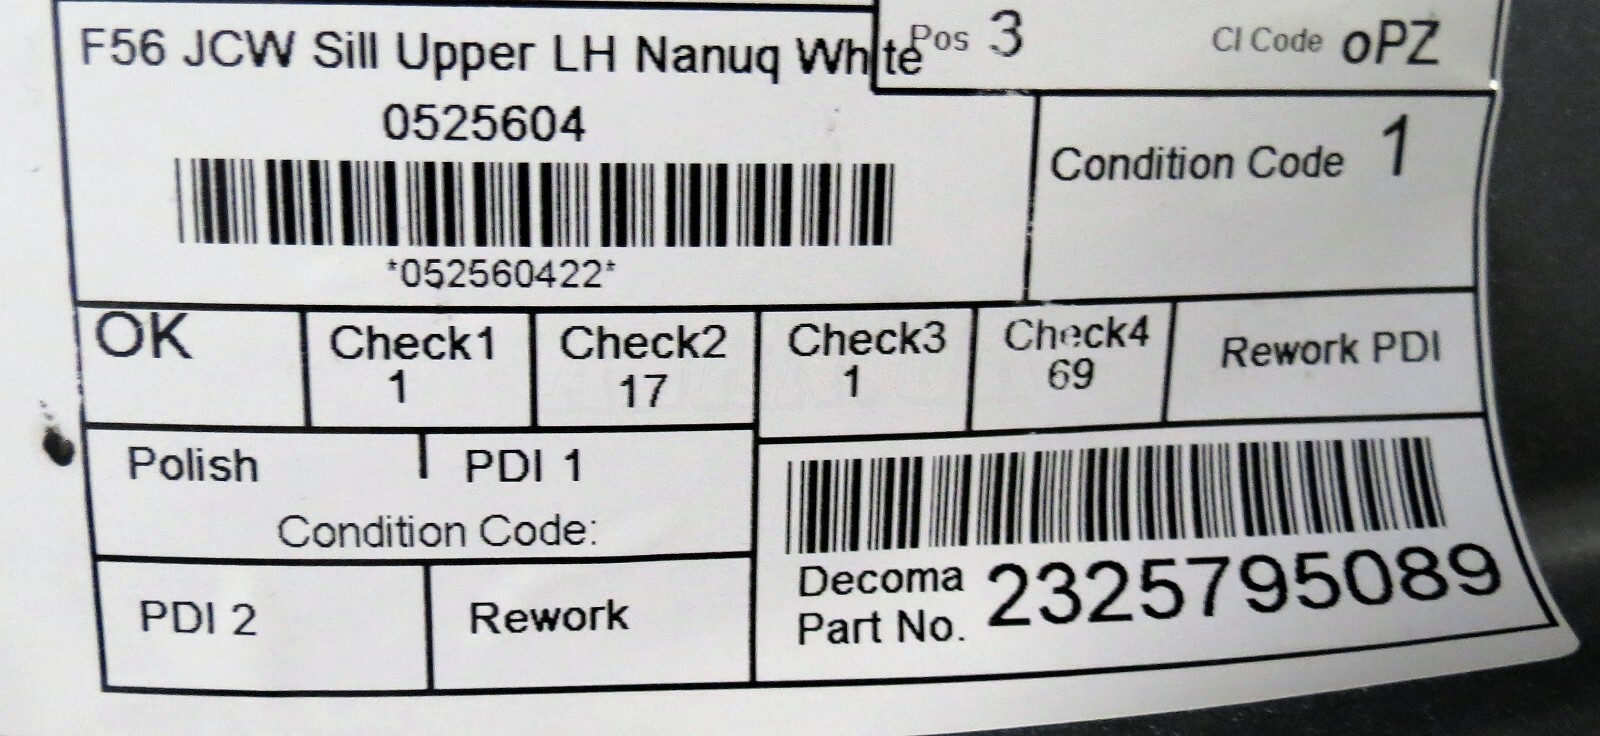 F56 JCW Sill Upper LH Nanuq White
Pos 3
CI Code oPZ
0525604
Condition Code 1
*052560422*
OK
Check1
1
Check2
17
Check3
1
Check4
69
Rework PDI
Polish
PDI 1
Condition Code:
PDI 2
Rework
Decoma
Part No. 2325795089